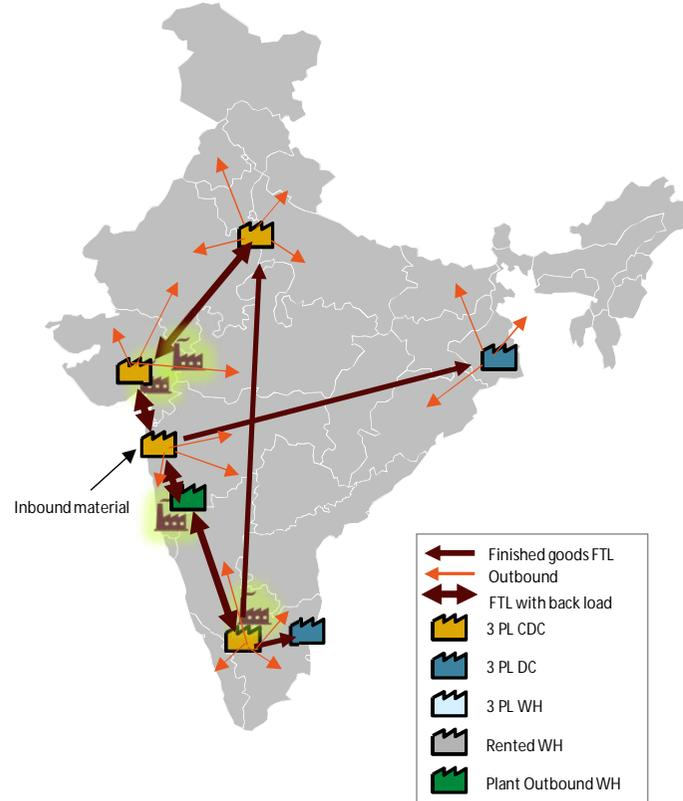 Inbound material
Finished goods FTL
Outbound
FTL with back load
3 PL CDC
3 PL DC
3 PL WH
Rented WH
Plant Outbound WH